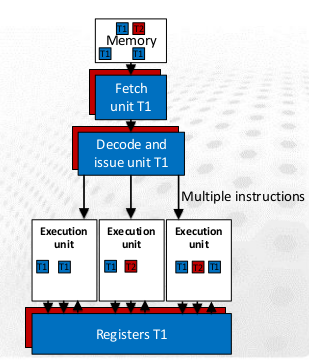 T1 T2
Memory
T1 T1
Fetch
unit T1
Decode and
issue unit T1
Multiple instructions
Execution
unit
T1 T1
Execution
unit
T1 T2
Execution
unit
T1 T2 T1
Registers T1